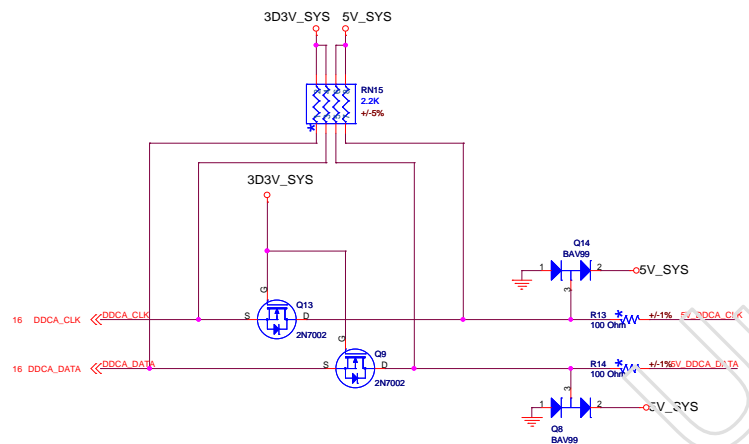 3D3V_SYS 5V_SYS
RN15
2.2K
+/-5%
*
3D3V_SYS
Q14
BAV99
1 2 5V_SYS
3
G
Q13
16 DDCA_CLK DDCA_CLK S D
2N7002
R13 * +/-1% 5V_DDCA_CLK
100 Ohm
G
Q9
16 DDCA_DATA DDCA_DATA S D
2N7002
R14 * +/-1% 5V_DDCA_DATA
100 Ohm
3
1 2 5V_SYS
Q8
BAV99